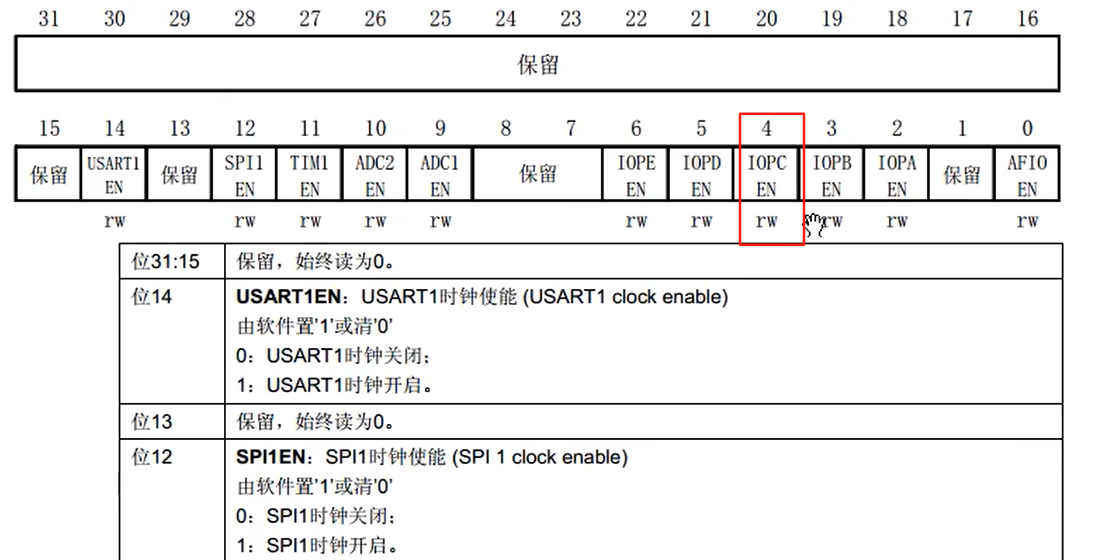 31 30 29 28 27 26 25 24 23 22 21 20 19 18 17 16
保留
15 14 13 12 11 10 9 8 7 6 5 4 3 2 1 0
保留 USART1 EN 保留 SPI1 EN TIM1 EN ADC2 EN ADC1 EN 保留 IOPE EN IOPD EN IOPC EN IOPB EN IOPA EN 保留 AFIO EN
rw rw rw rw rw rw rw rw rw rw rw
位31:15 保留，始终读为0。
位14 USART1EN：USART1时钟使能 (USART1 clock enable)
由软件置'1'或清'0'
0：USART1时钟关闭；
1：USART1时钟开启。
位13 保留，始终读为0。
位12 SPI1EN：SPI1时钟使能 (SPI 1 clock enable)
由软件置'1'或清'0'
0：SPI1时钟关闭；
1：SPI1时钟开启。